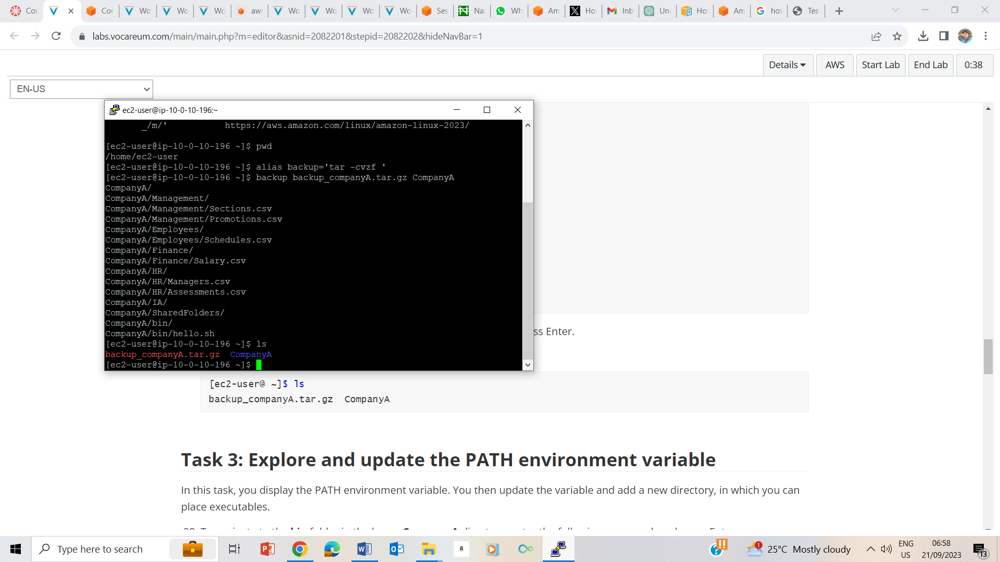 Cou
Cor
Wo
Wo
Wo
aws
Wo
Wo
Wo
Wo
Ses
Nai
Wh
Am
Ho
Inb
Un
Ho
Am
how
Tes
labs.vocareum.com/main/main.php?m=editor&asnid=2082201&stepid=2082202&hideNavBar=1
Details
AWS
Start Lab
End Lab
0:38
EN-US
ec2-user@ip-10-0-10-196:~
_/m/'           https://aws.amazon.com/linux/amazon-linux-2023/
[ec2-user@ip-10-0-10-196 ~]$ pwd
/home/ec2-user
[ec2-user@ip-10-0-10-196 ~]$ alias backup='tar -cvzf '
[ec2-user@ip-10-0-10-196 ~]$ backup backup_companyA.tar.gz CompanyA
CompanyA/
CompanyA/Management/
CompanyA/Management/Sections.csv
CompanyA/Management/Promotions.csv
CompanyA/Employees/
CompanyA/Employees/Schedules.csv
CompanyA/Finance/
CompanyA/Finance/Salary.csv
CompanyA/HR/
CompanyA/HR/Managers.csv
CompanyA/HR/Assessments.csv
CompanyA/IA/
CompanyA/SharedFolders/
CompanyA/bin/
CompanyA/bin/hello.sh
[ec2-user@ip-10-0-10-196 ~]$ ls
backup_companyA.tar.gz  CompanyA
[ec2-user@ip-10-0-10-196 ~]$
ss Enter.
[ec2-user@ ~]$ ls
backup_companyA.tar.gz  CompanyA
Task 3: Explore and update the PATH environment variable
In this task, you display the PATH environment variable. You then update the variable and add a new directory, in which you can
place executables.
Type here to search
a
1
25°C Mostly cloudy
ENG
US
06:58
21/09/2023
13